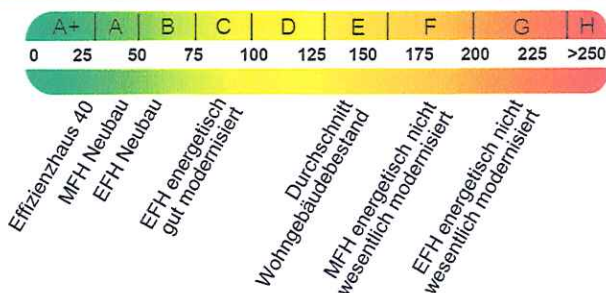 A+ A B C D E F G H
0 25 50 75 100 125 150 175 200 225 >250
Effizienzhaus 40
MFH Neubau
EFH Neubau
EFH energetisch
gut modernisiert
Durchschnitt
Wohngebäudebestand
MFH energetisch nicht
wesentlich modernisiert
EFH energetisch nicht
wesentlich modernisiert